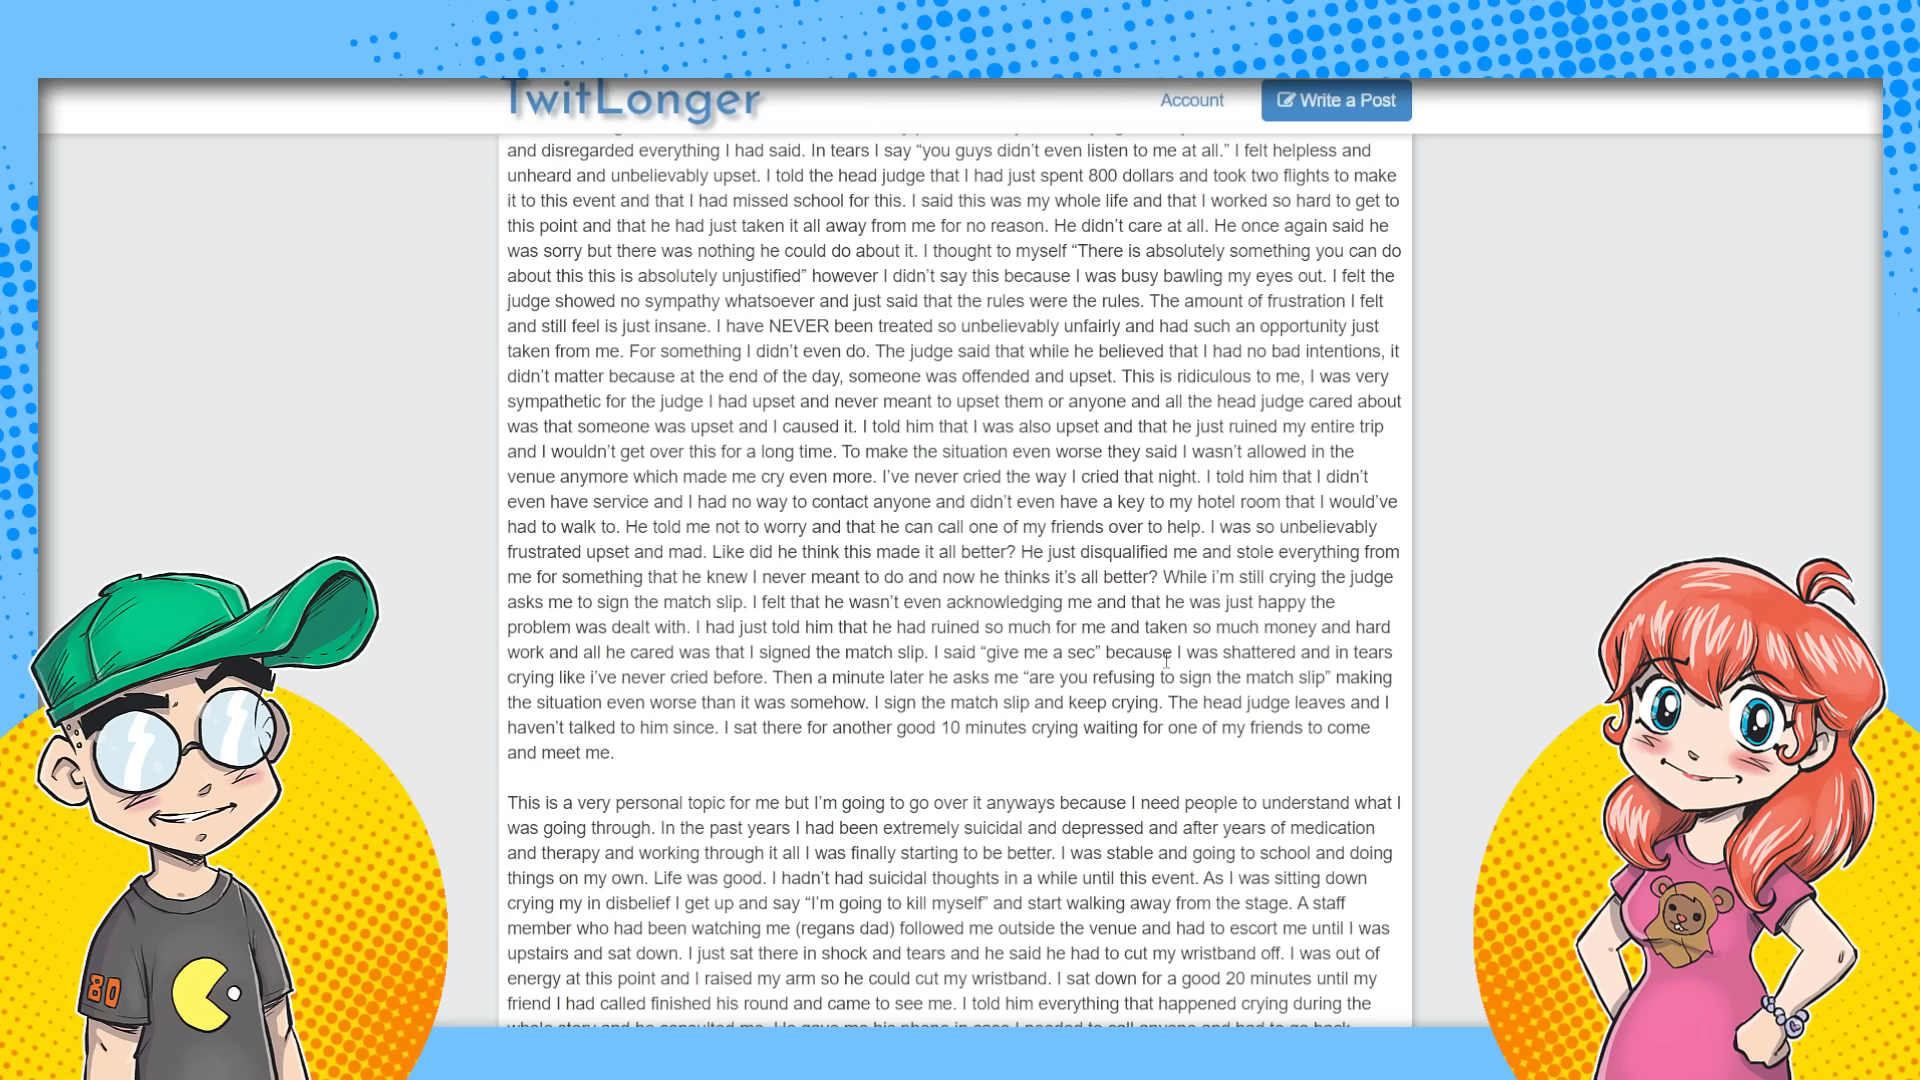 TwitLonger
Account
Write a Post
and disregarded everything I had said. In tears I say “you guys didn’t even listen to me at all.” I felt helpless and
unheard and unbelievably upset. I told the head judge that I had just spent 800 dollars and took two flights to make
it to this event and that I had missed school for this. I said this was my whole life and that I worked so hard to get to
this point and that he had just taken it all away from me for no reason. He didn’t care at all. He once again said he
was sorry but there was nothing he could do about it. I thought to myself “There is absolutely something you can do
about this this is absolutely unjustified” however I didn’t say this because I was busy bawling my eyes out. I felt the
judge showed no sympathy whatsoever and just said that the rules were the rules. The amount of frustration I felt
and still feel is just insane. I have NEVER been treated so unbelievably unfairly and had such an opportunity just
taken from me. For something I didn’t even do. The judge said that while he believed that I had no bad intentions, it
didn’t matter because at the end of the day, someone was offended and upset. This is ridiculous to me, I was very
sympathetic for the judge I had upset and never meant to upset them or anyone and all the head judge cared about
was that someone was upset and I caused it. I told him that I was also upset and that he just ruined my entire trip
and I wouldn’t get over this for a long time. To make the situation even worse they said I wasn’t allowed in the
venue anymore which made me cry even more. I’ve never cried the way I cried that night. I told him that I didn’t
even have service and I had no way to contact anyone and didn’t even have a key to my hotel room that I would’ve
had to walk to. He told me not to worry and that he can call one of my friends over to help. I was so unbelievably
frustrated upset and mad. Like did he think this made it all better? He just disqualified me and stole everything from
me for something that he knew I never meant to do and now he thinks it’s all better? While i’m still crying the judge
asks me to sign the match slip. I felt that he wasn’t even acknowledging me and that he was just happy the
problem was dealt with. I had just told him that he had ruined so much for me and taken so much money and hard
work and all he cared was that I signed the match slip. I said “give me a sec” because I was shattered and in tears
crying like i’ve never cried before. Then a minute later he asks me “are you refusing to sign the match slip” making
the situation even worse than it was somehow. I sign the match slip and keep crying. The head judge leaves and I
haven’t talked to him since. I sat there for another good 10 minutes crying waiting for one of my friends to come
and meet me.
This is a very personal topic for me but I’m going to go over it anyways because I need people to understand what I
was going through. In the past years I had been extremely suicidal and depressed and after years of medication
and therapy and working through it all I was finally starting to be better. I was stable and going to school and doing
things on my own. Life was good. I hadn’t had suicidal thoughts in a while until this event. As I was sitting down
crying my in disbelief I get up and say “I’m going to kill myself” and start walking away from the stage. A staff
member who had been watching me (regans dad) followed me outside the venue and had to escort me until I was
upstairs and sat down. I just sat there in shock and tears and he said he had to cut my wristband off. I was out of
energy at this point and I raised my arm so he could cut my wristband. I sat down for a good 20 minutes until my
friend I had called finished his round and came to see me. I told him everything that happened crying during the
80